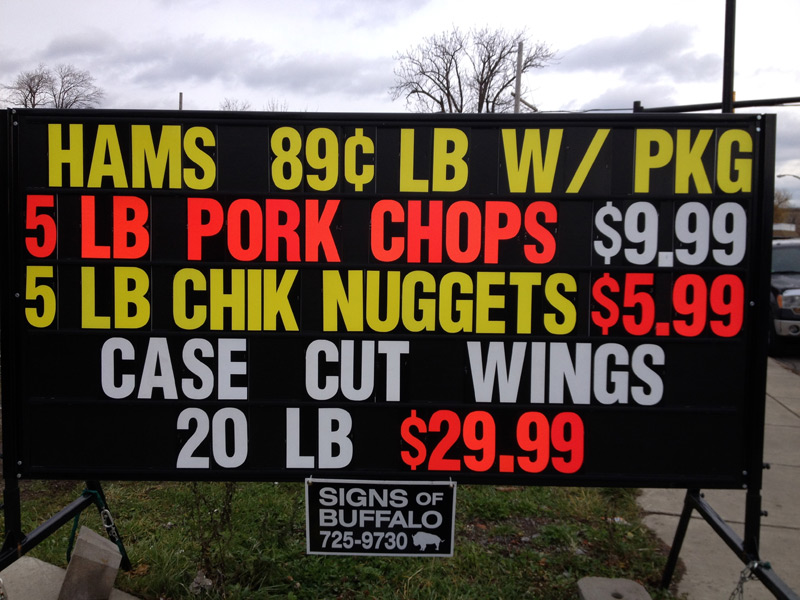 HAMS 89¢ LB W/ PKG
5 LB PORK CHOPS $9.99
5 LB CHIK NUGGETS $5.99
CASE CUT WINGS
20 LB $29.99
SIGNS OF
BUFFALO
725-9730